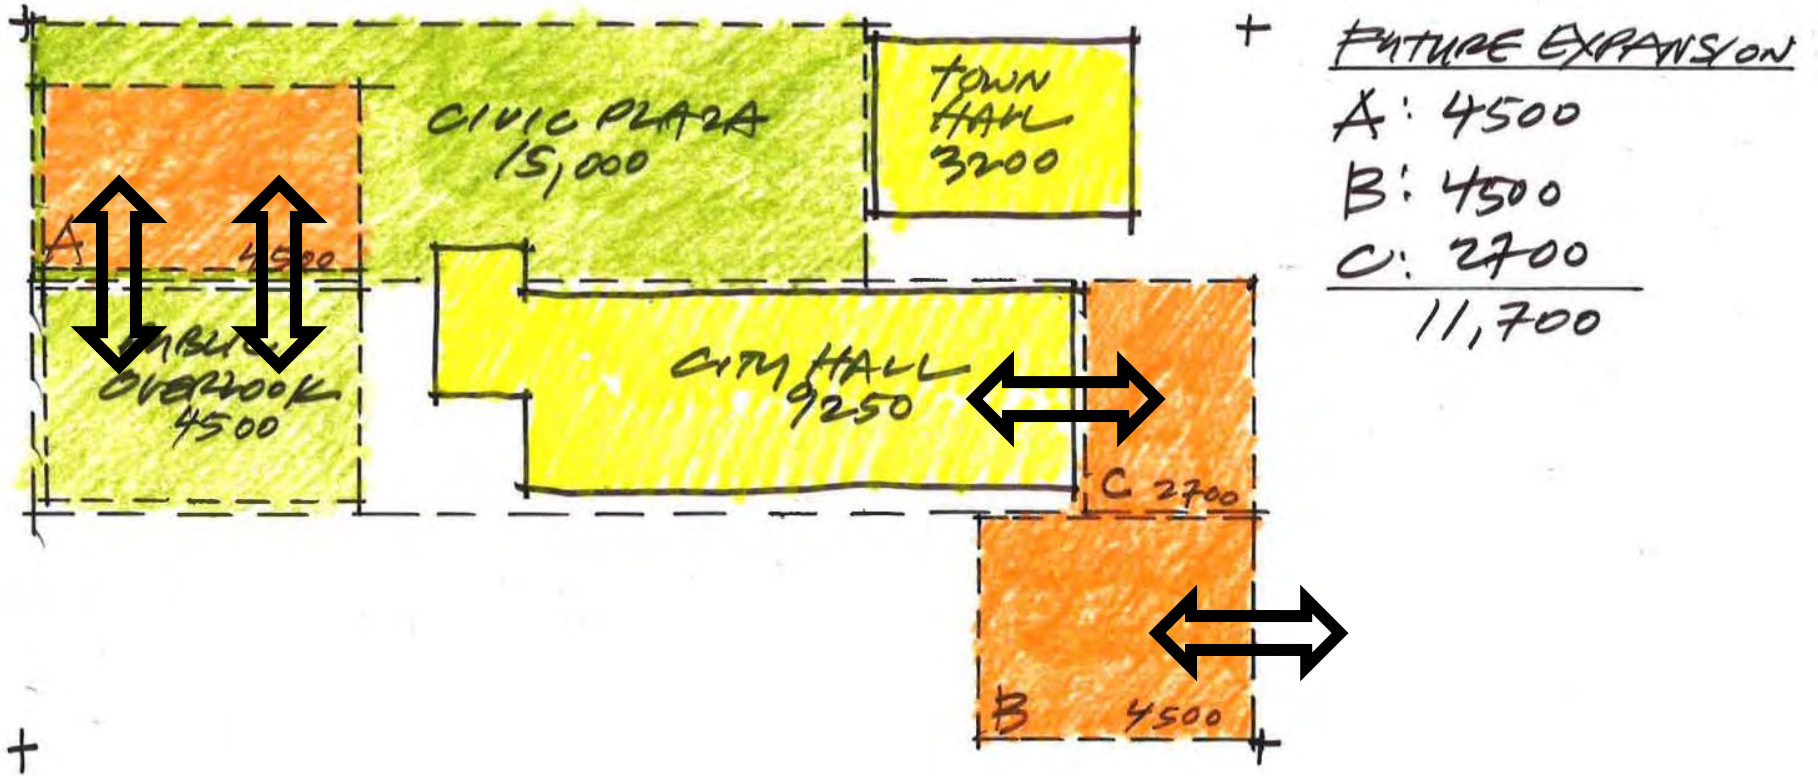 CIVIC PLAZA
15,000
TOWN
HALL
3200
A
4500
PUBLIC
OVERLOOK
4500
CITY HALL
9250
C 2700
B 4500
FUTURE EXPANSION
A: 4500
B: 4500
C: 2700
11,700